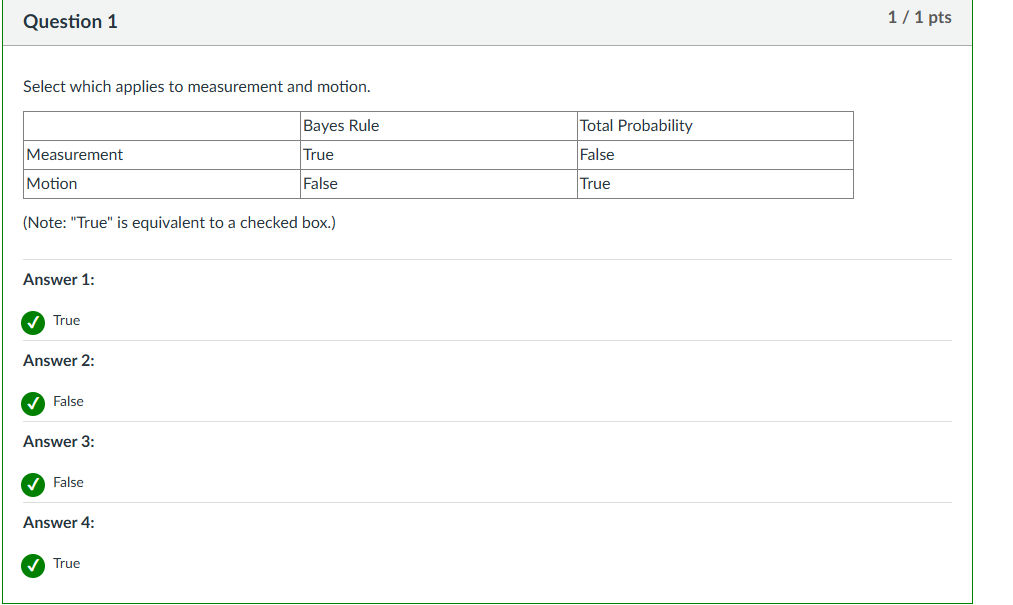 Question 1
1 / 1 pts
Select which applies to measurement and motion.
Bayes Rule Total Probability
Measurement True False
Motion False True
(Note: "True" is equivalent to a checked box.)
Answer 1:
True
Answer 2:
False
Answer 3:
False
Answer 4:
True